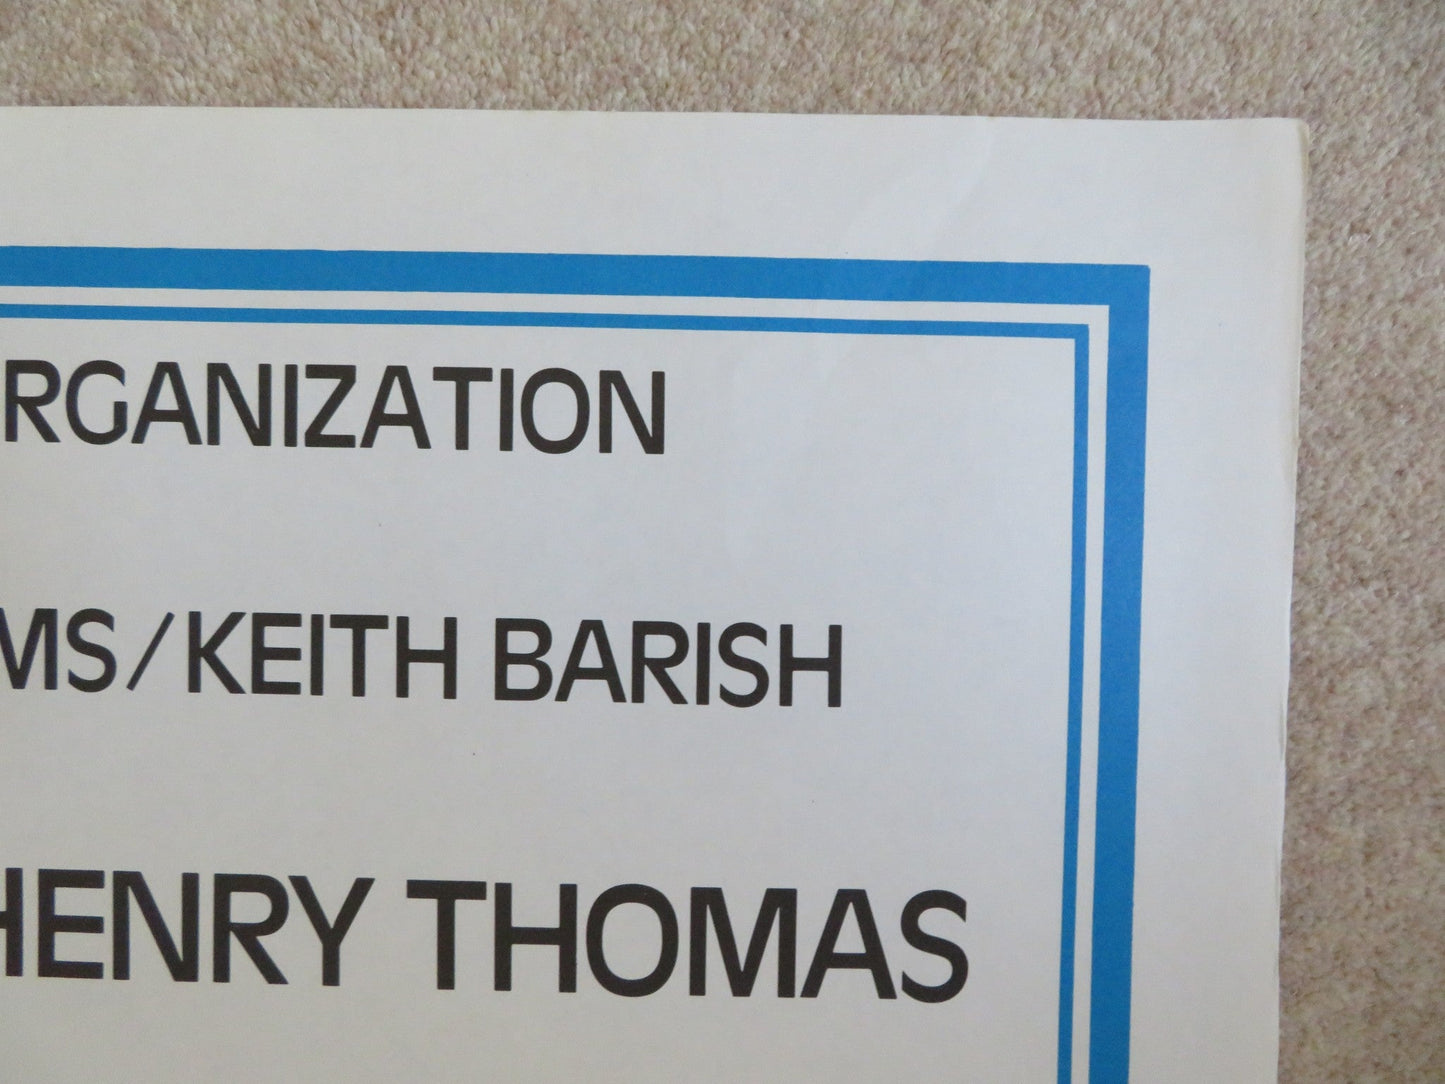 RGANIZATION
MS/KEITH BARISH
HENRY THOMAS